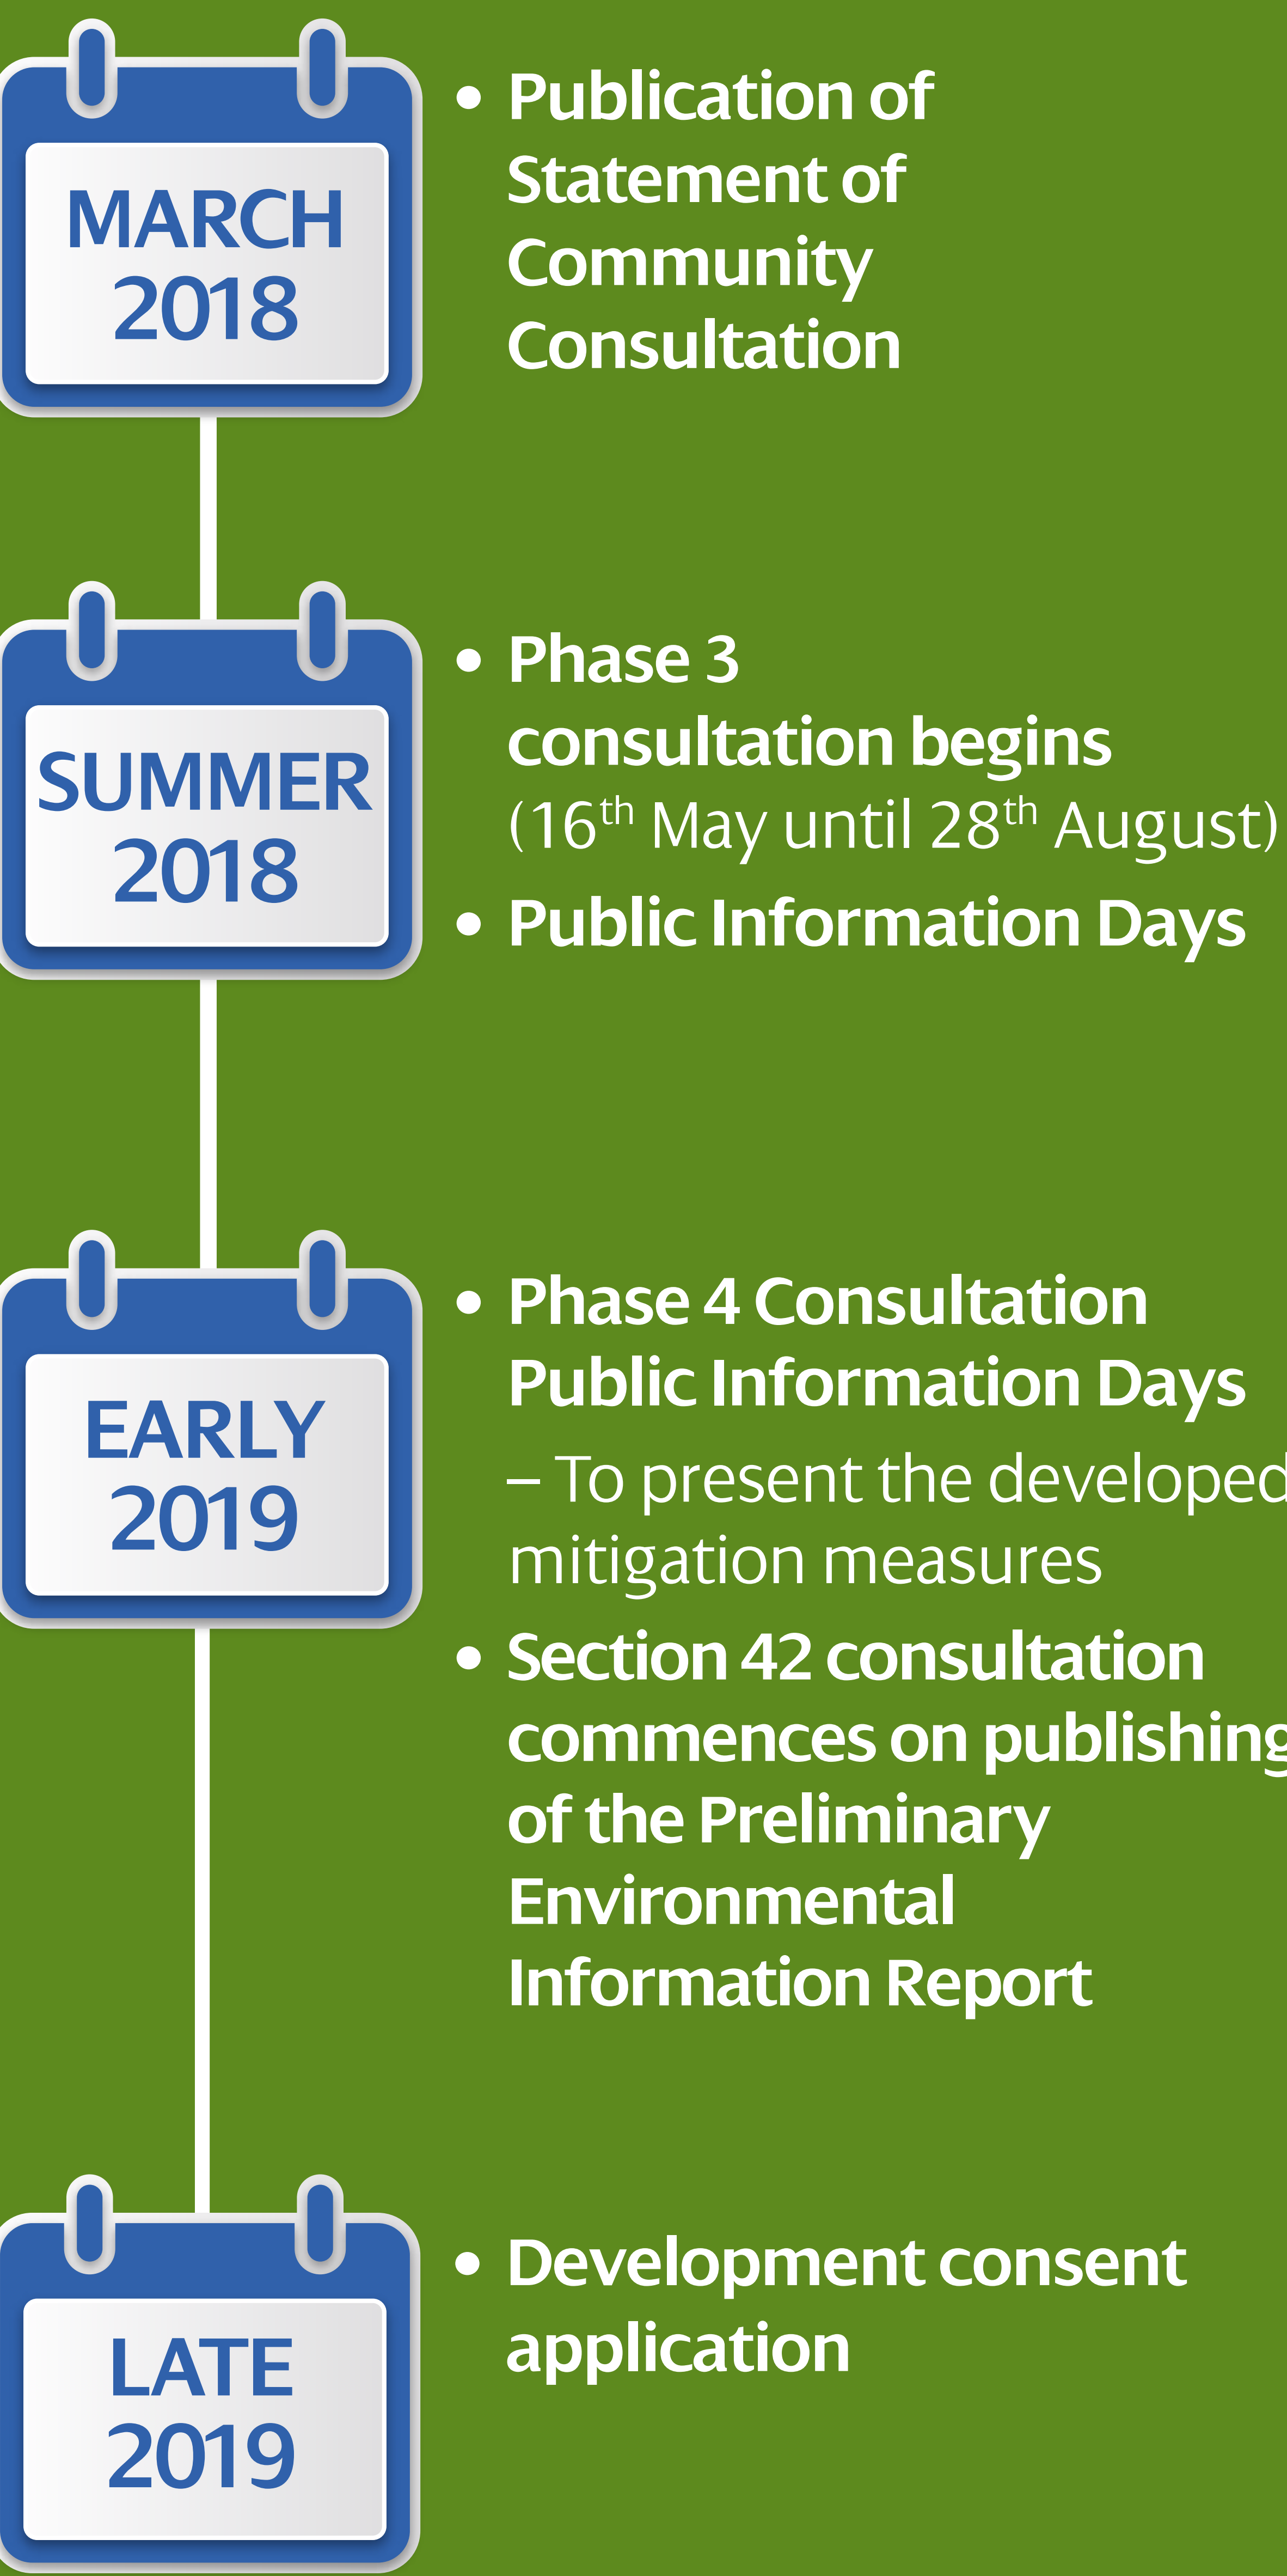 MARCH
2018
• Publication of
Statement of
Community
Consultation
SUMMER
2018
• Phase 3
consultation begins
(16th May until 28th August)
• Public Information Days
EARLY
2019
• Phase 4 Consultation
Public Information Days
– To present the developed
mitigation measures
• Section 42 consultation
commences on publishing
of the Preliminary
Environmental
Information Report
LATE
2019
• Development consent
application